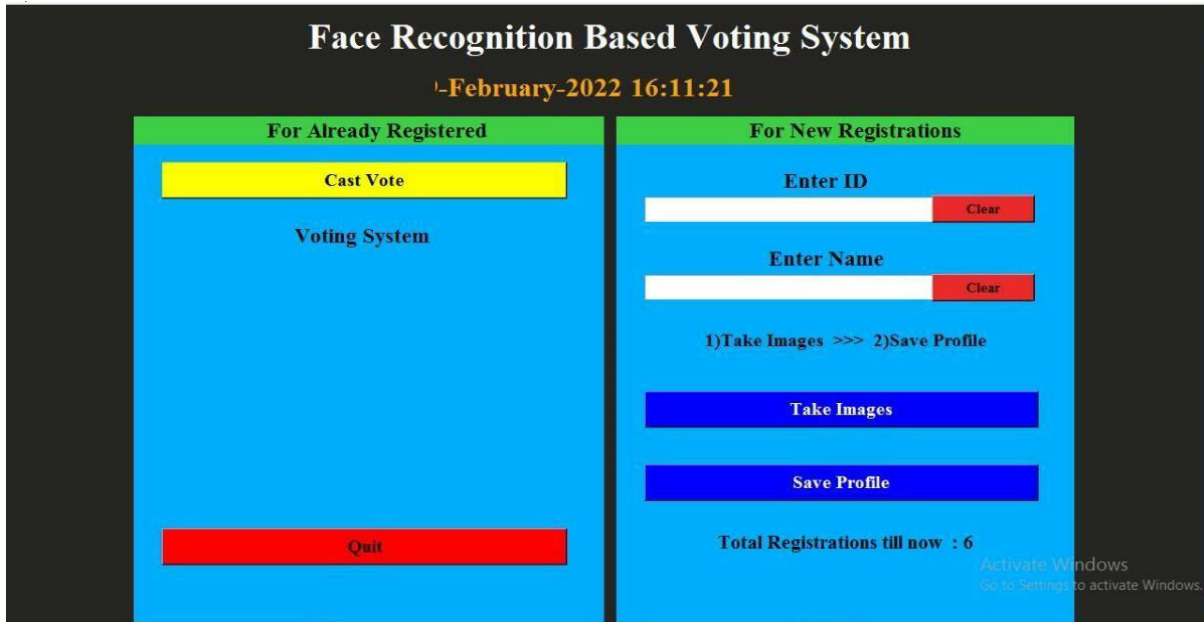 Face Recognition Based Voting System
-February-2022 16:11:21
For Already Registered
Cast Vote
Voting System
Quit
For New Registrations
Enter ID
Clear
Enter Name
Clear
1)Take Images >>> 2)Save Profile
Take Images
Save Profile
Total Registrations till now : 6
Activate Windows
Go to Settings to activate Windows.